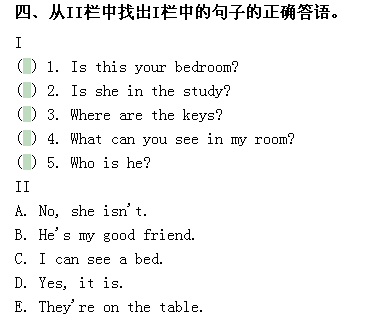 四、从II栏中找出I栏中的句子的正确答语。
I
( ) 1. Is this your bedroom?
( ) 2. Is she in the study?
( ) 3. Where are the keys?
( ) 4. What can you see in my room?
( ) 5. Who is he?
II
A. No, she isn't.
B. He's my good friend.
C. I can see a bed.
D. Yes, it is.
E. They're on the table.